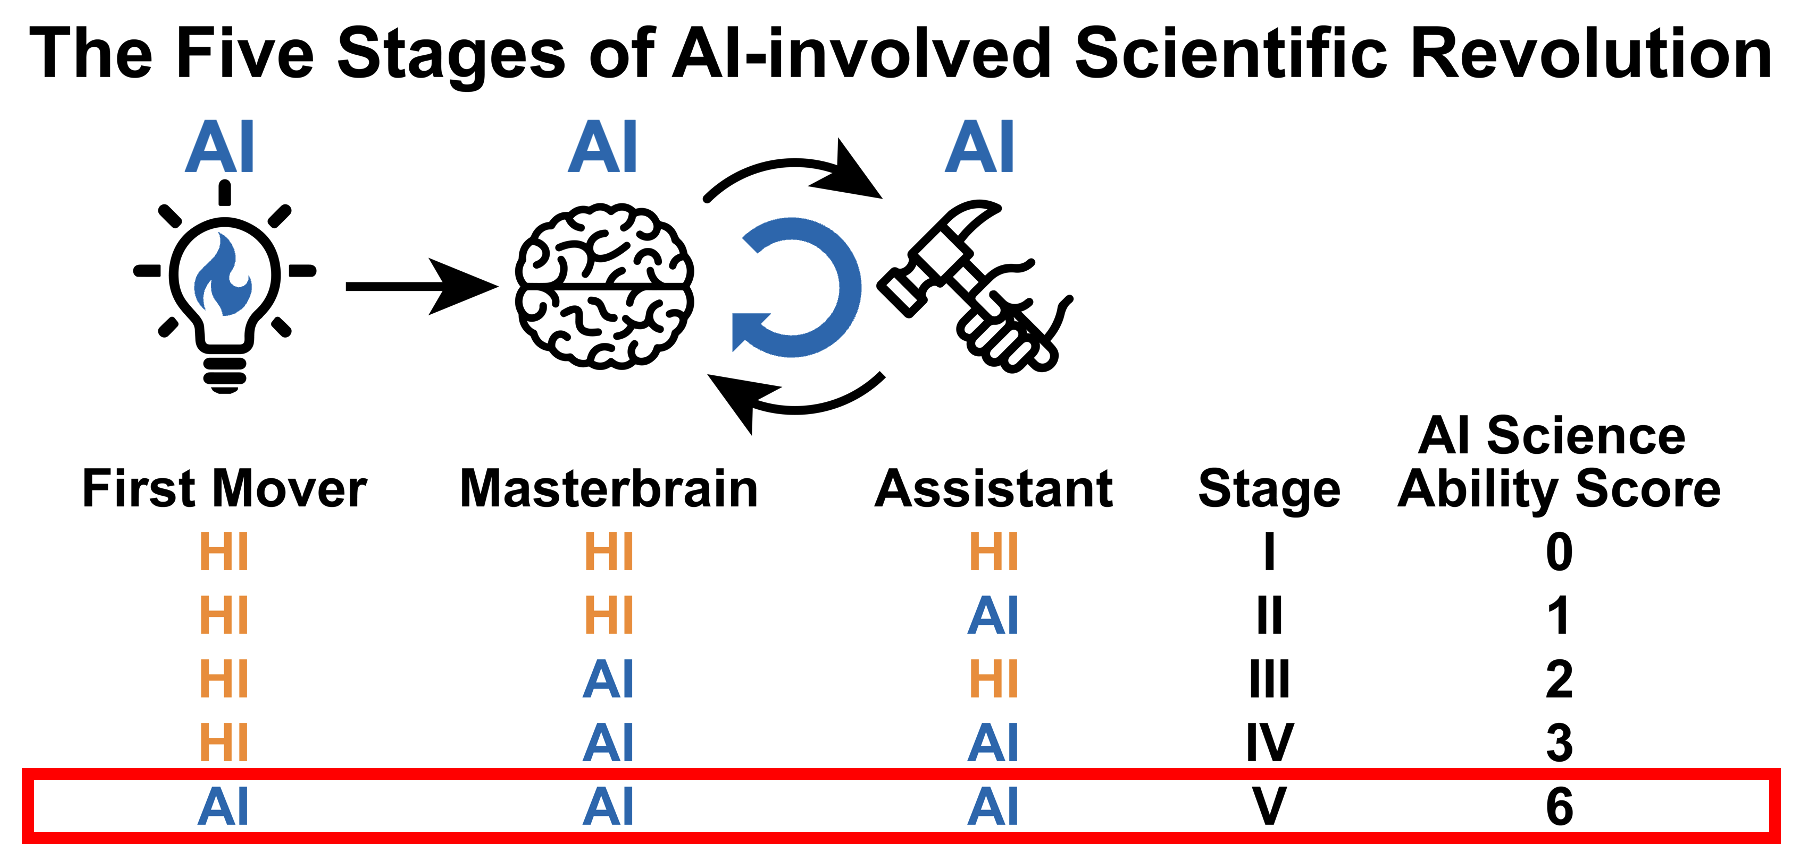 The Five Stages of AI-involved Scientific Revolution
AI AI AI
AI Science
First Mover Masterbrain Assistant Stage Ability Score
HI HI HI I 0
HI HI AI II 1
HI AI HI III 2
HI AI AI IV 3
AI AI AI V 6